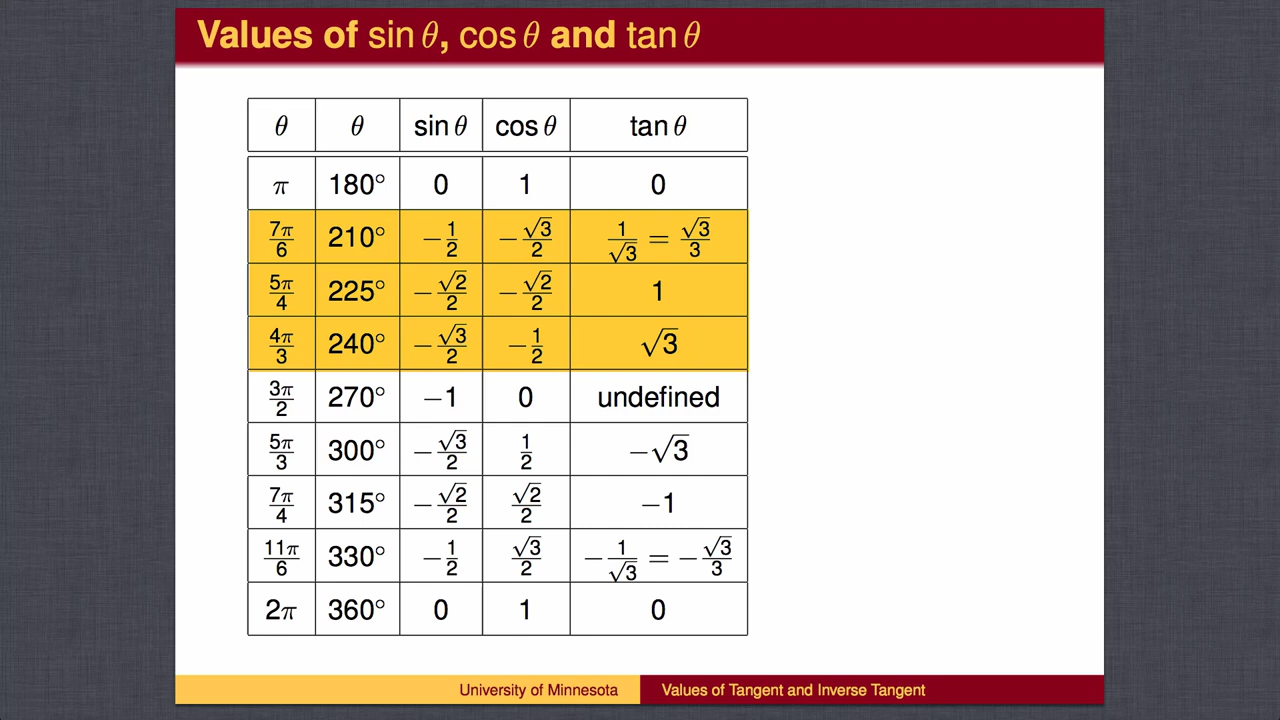 Values of sin θ, cos θ and tan θ
θ θ sin θ cos θ tan θ
π 180° 0 1 0
7π/6 210° −1/2 −√3/2 1/√3 = √3/3
5π/4 225° −√2/2 −√2/2 1
4π/3 240° −√3/2 −1/2 √3
3π/2 270° −1 0 undefined
5π/3 300° −√3/2 1/2 −√3
7π/4 315° −√2/2 √2/2 −1
11π/6 330° −1/2 √3/2 −1/√3 = −√3/3
2π 360° 0 1 0
University of Minnesota Values of Tangent and Inverse Tangent